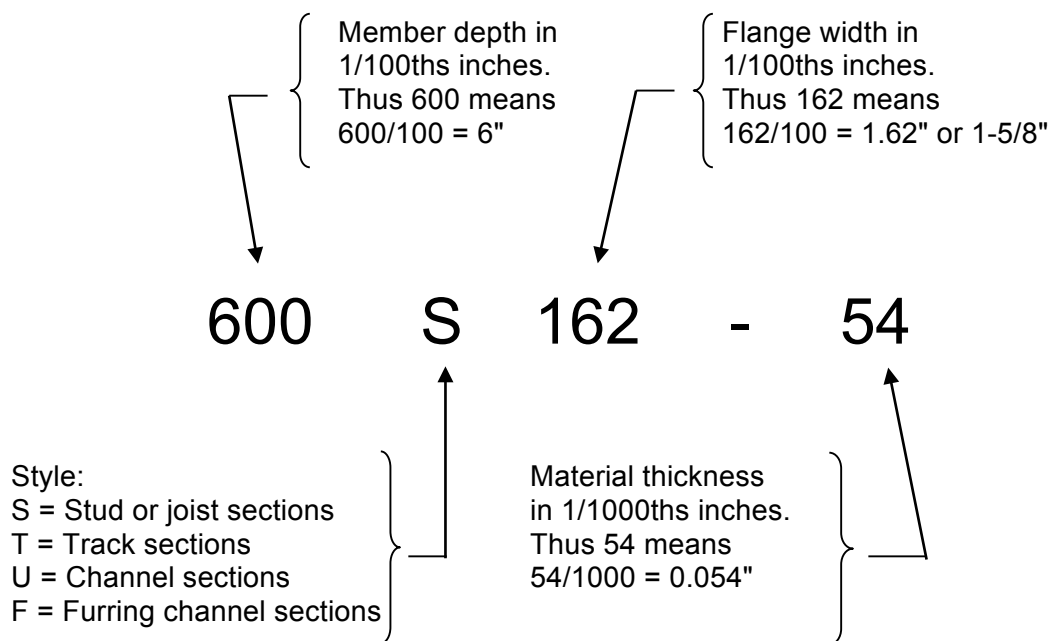 Member depth in
1/100ths inches.
Thus 600 means
600/100 = 6"
Flange width in
1/100ths inches.
Thus 162 means
162/100 = 1.62" or 1-5/8"
600 S 162 - 54
Style:
S = Stud or joist sections
T = Track sections
U = Channel sections
F = Furring channel sections
Material thickness
in 1/1000ths inches.
Thus 54 means
54/1000 = 0.054"